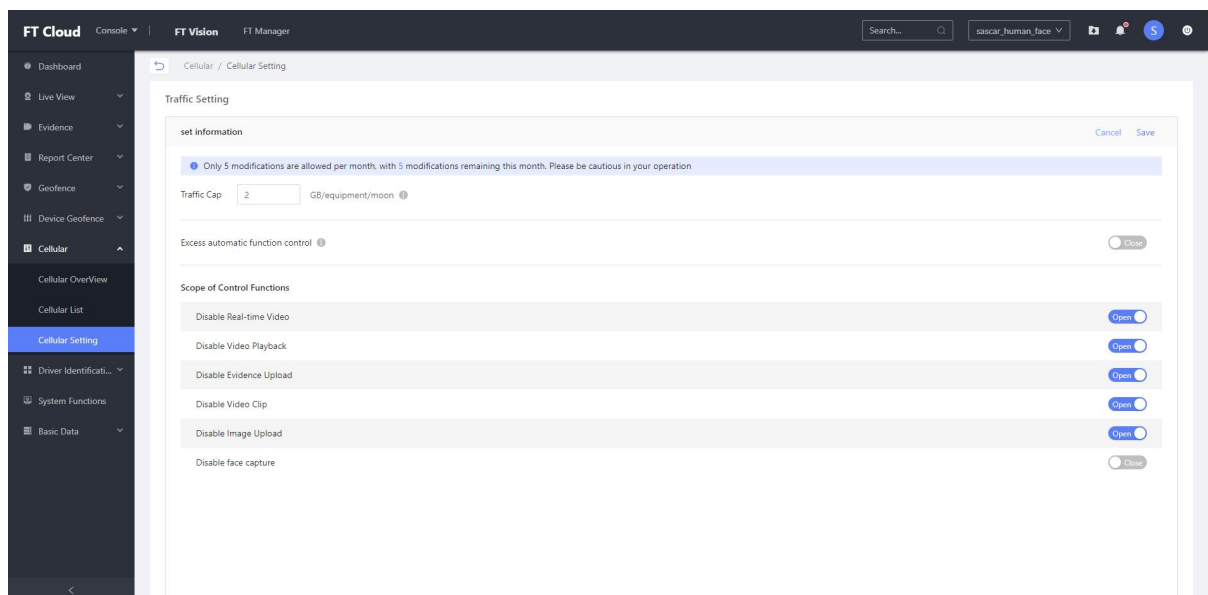 FT Cloud Console FT Vision FT Manager Search... sascar_human_face S
Dashboard
Live View
Evidence
Report Center
Geofence
Device Geofence
Cellular
Cellular OverView
Cellular List
Cellular Setting
Driver Identificati...
System Functions
Basic Data
Cellular / Cellular Setting
Traffic Setting
set information Cancel Save
Only 5 modifications are allowed per month, with 5 modifications remaining this month. Please be cautious in your operation
Traffic Cap 2 GB/equipment/moon
Excess automatic function control Close
Scope of Control Functions
Disable Real-time Video Open
Disable Video Playback Open
Disable Evidence Upload Open
Disable Video Clip Open
Disable Image Upload Open
Disable face capture Close